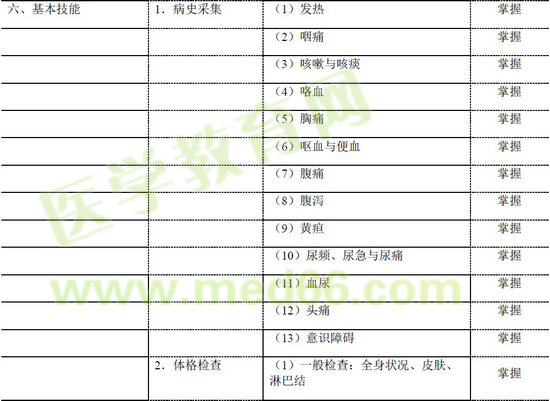 六、基本技能 1．病史采集 （1）发热 掌握
（2）咽痛 掌握
（3）咳嗽与咳痰 掌握
（4）咯血 掌握
（5）胸痛 掌握
（6）呕血与便血 掌握
（7）腹痛 掌握
（8）腹泻 掌握
（9）黄疸 掌握
（10）尿频、尿急与尿痛 掌握
（11）血尿 掌握
（12）头痛 掌握
（13）意识障碍 掌握
2．体格检查 （1）一般检查：全身状况、皮肤、 掌握
淋巴结
医学教育网
www.med66.com